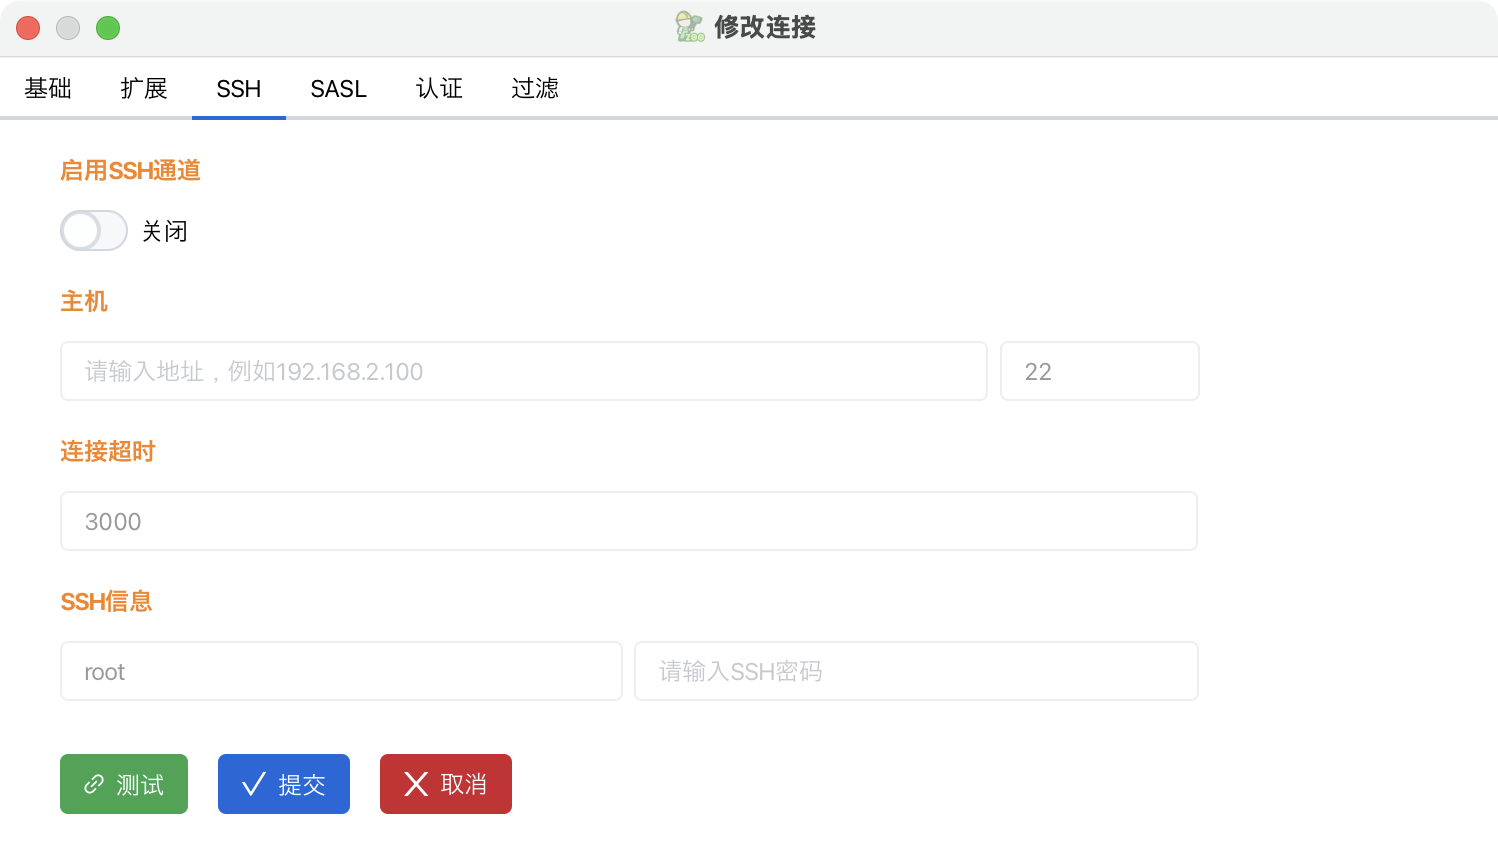 修改连接
基础 扩展 SSH SASL 认证 过滤
启用SSH通道
关闭
主机
请输入地址，例如192.168.2.100 22
连接超时
3000
SSH信息
root 请输入SSH密码
测试 提交 取消